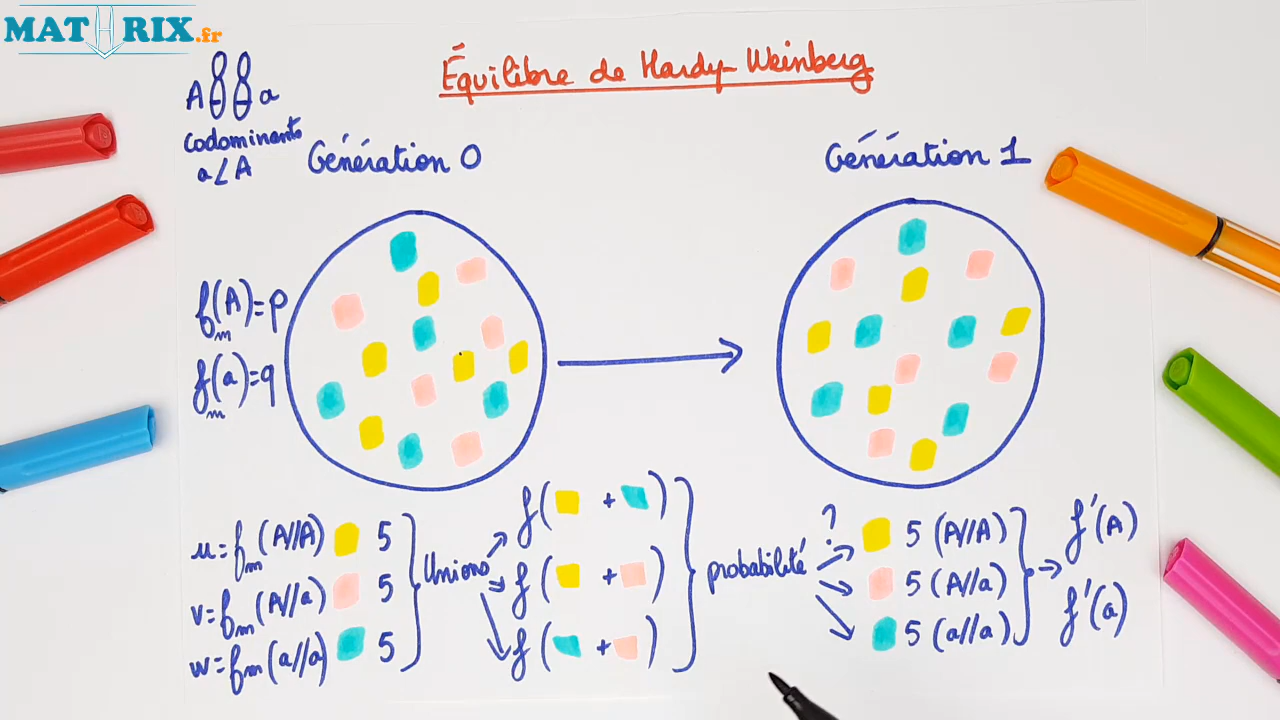 MATHRIX.fr
Équilibre de Hardy-Weinberg
A a
Codominants
a<A
Génération 0
Génération 1
fm(A)=p
fm(a)=q
u=fm(A//A) 5
v=fm(A//a) 5
w=fm(a//a) 5
Unions
f( + )
f( + )
f( + )
probabilité
?
5 (A//A)
5 (A//a)
5 (a//a)
f'(A)
f'(a)